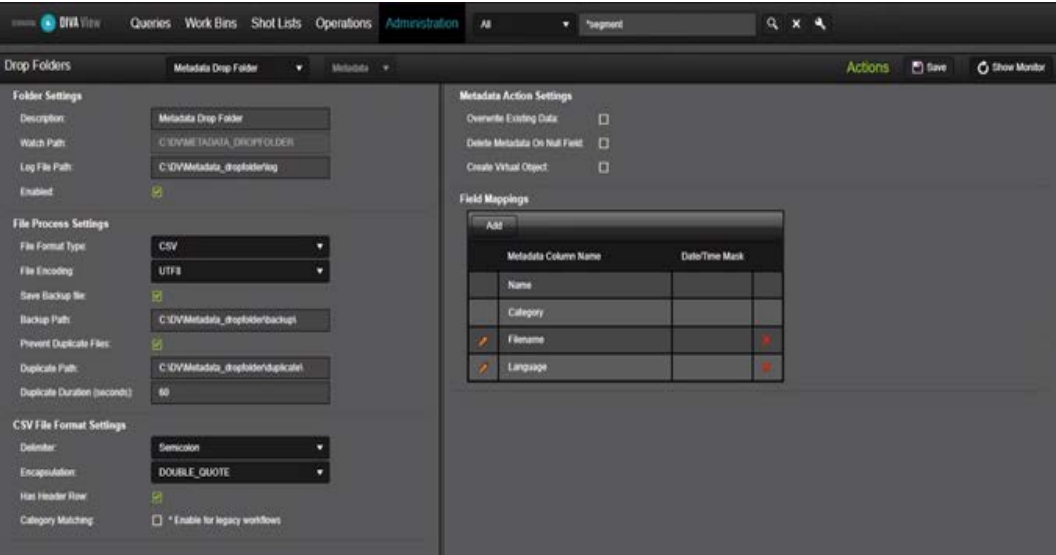 DIVA View Queries Work Bins Shot Lists Operations Administration All *segment
Drop Folders Metadata Drop Folder Metadata Actions Save Show Monitor
Folder Settings
Description: Metadata Drop Folder
Watch Path: C:\DV\METADATA_DROPFOLDER
Log File Path: C:\DV\Metadata_dropfolder\log
Enabled:
File Process Settings
File Format Type: CSV
File Encoding: UTF8
Save Backup file:
Backup Path: C:\DV\Metadata_dropfolder\backup\
Prevent Duplicate Files:
Duplicate Path: C:\DV\Metadata_dropfolder\duplicate\
Duplicate Duration (seconds): 60
CSV File Format Settings
Delimiter: Semicolon
Encapsulation: DOUBLE_QUOTE
Has Header Row:
Category Matching: * Enable for legacy workflows
Metadata Action Settings
Overwrite Existing Data:
Delete Metadata On Null Field:
Create Virtual Object:
Field Mappings
Add
Metadata Column Name Date/Time Mask
Name
Category
Filename
Language